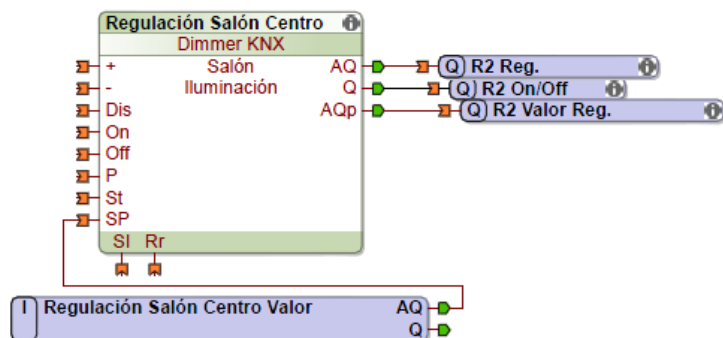 Regulación Salón Centro
Dimmer KNX
+ Salón AQ Q R2 Reg.
- Iluminación Q Q R2 On/Off
Dis AQp Q R2 Valor Reg.
On
Off
P
St
SP
SI Rr
I Regulación Salón Centro Valor AQ
Q